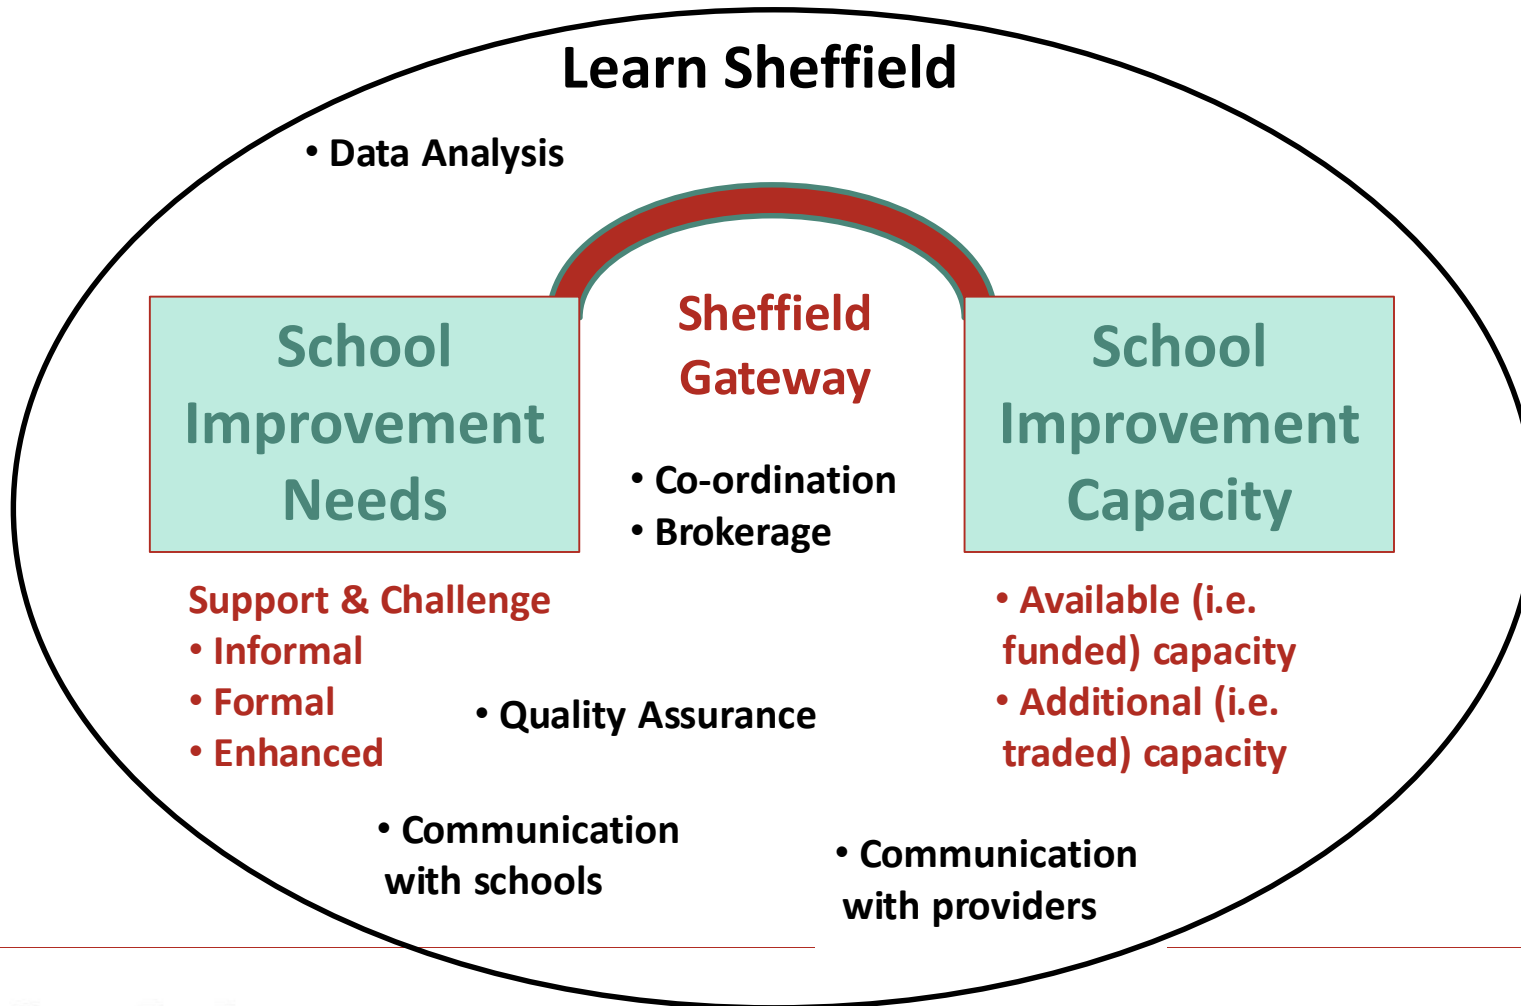 Learn Sheffield
• Data Analysis
School
Improvement
Needs
Sheffield
Gateway
• Co-ordination
• Brokerage
School
Improvement
Capacity
Support & Challenge
• Informal
• Formal
• Enhanced
• Available (i.e.
funded) capacity
• Additional (i.e.
traded) capacity
• Quality Assurance
• Communication
with schools
• Communication
with providers